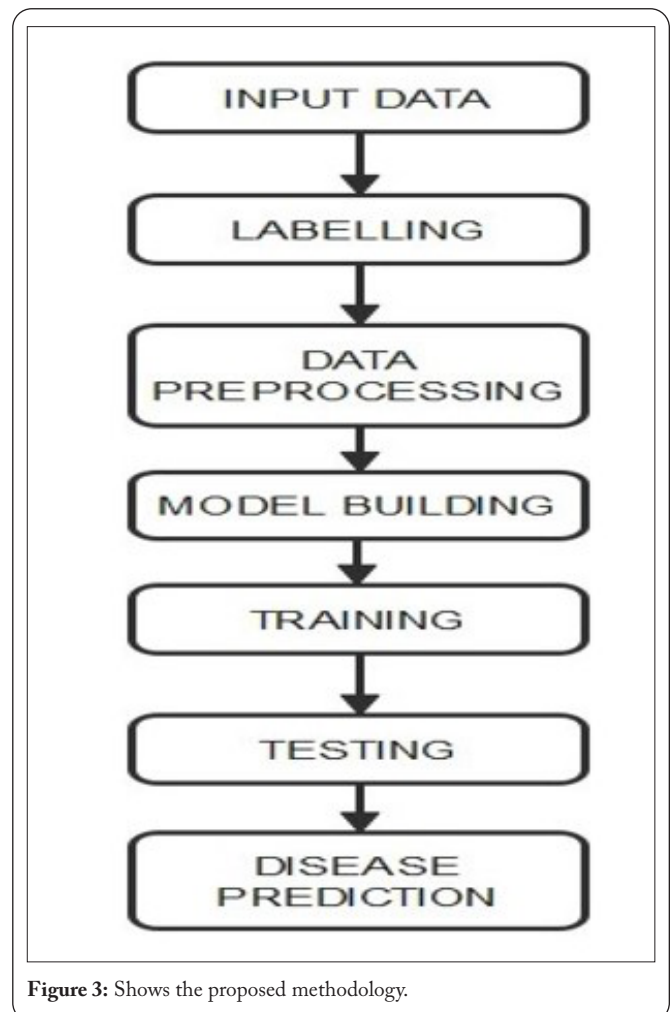 INPUT DATA
LABELLING
DATA
PREPROCESSING
MODEL BUILDING
TRAINING
TESTING
DISEASE
PREDICTION
Figure 3: Shows the proposed methodology.